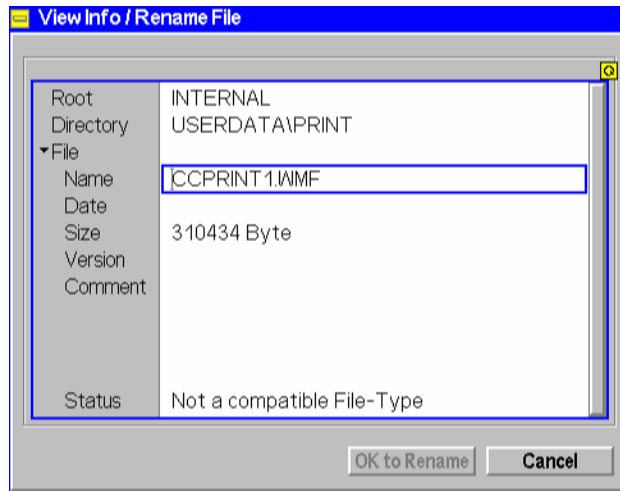 View Info / Rename File
Root INTERNAL
Directory USERDATA\PRINT
File
Name CCPRINT1.WMF
Date
Size 310434 Byte
Version
Comment
Status Not a compatible File-Type
OK to Rename Cancel